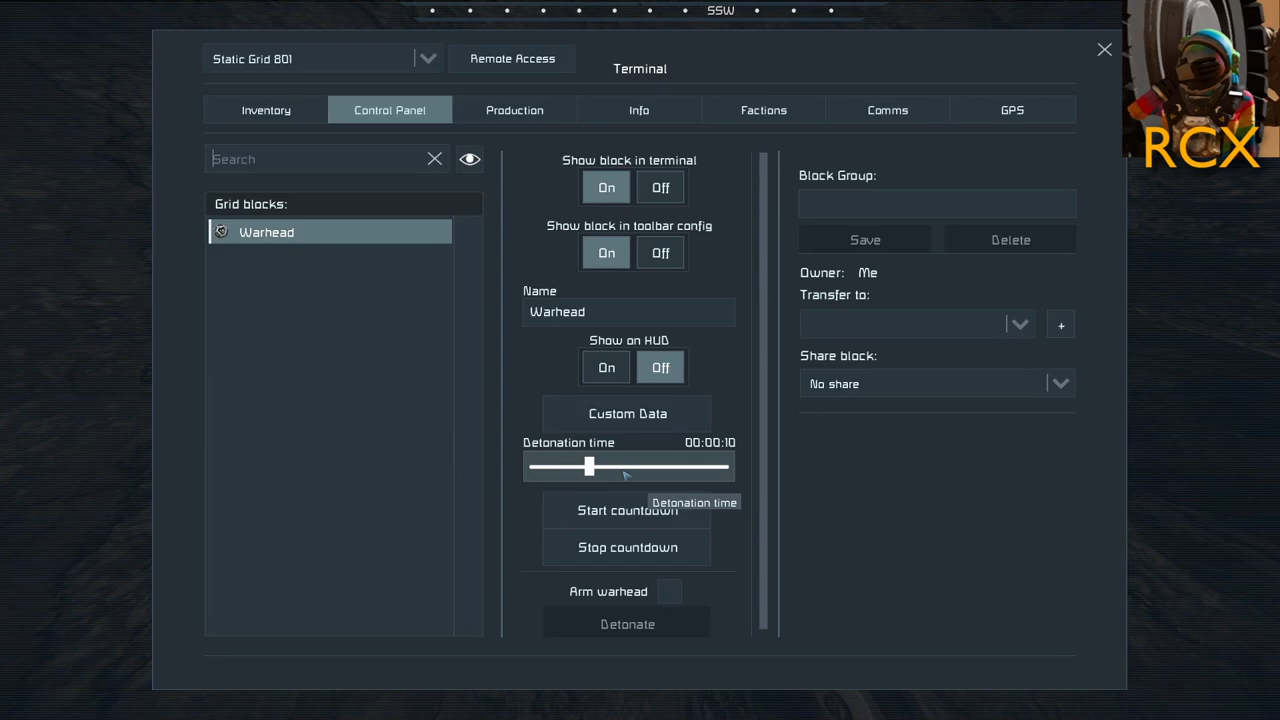 SSW
Static Grid 801
Remote Access
Terminal
RCX
Inventory
Control Panel
Production
Info
Factions
Comms
GPS
Search
Grid blocks:
Warhead
Show block in terminal
On Off
Show block in toolbar config
On Off
Name
Warhead
Show on HUD
On Off
Custom Data
Detonation time 00:00:10
Detonation time
Start countdown
Stop countdown
Arm warhead
Detonate
Block Group:
Save
Delete
Owner: Me
Transfer to:
+
Share block:
No share